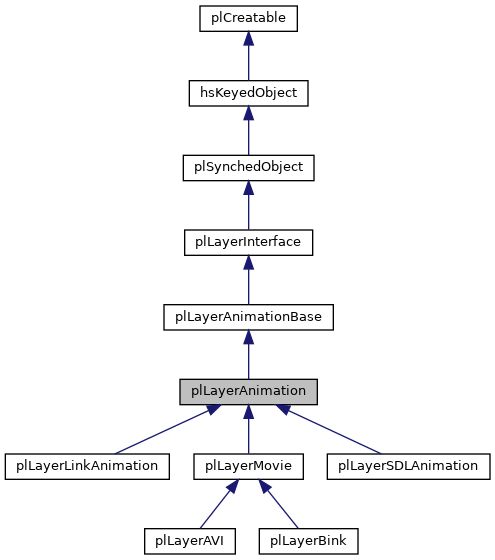 plCreatable
hsKeyedObject
plSynchedObject
plLayerInterface
plLayerAnimationBase
plLayerAnimation
plLayerLinkAnimation
plLayerMovie
plLayerSDLAnimation
plLayerAVI
plLayerBink